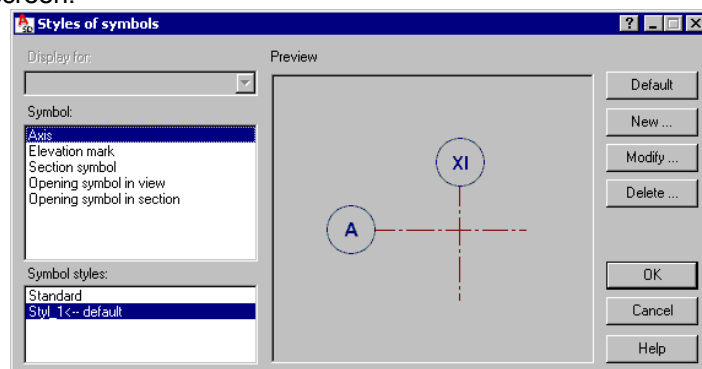 screen.
Styles of symbols
Display for:
Preview
Symbol:
Axis
Elevation mark
Section symbol
Opening symbol in view
Opening symbol in section
Symbol styles:
Standard
Styl_1<-- default
XI
A
Default
New ...
Modify ...
Delete ...
OK
Cancel
Help